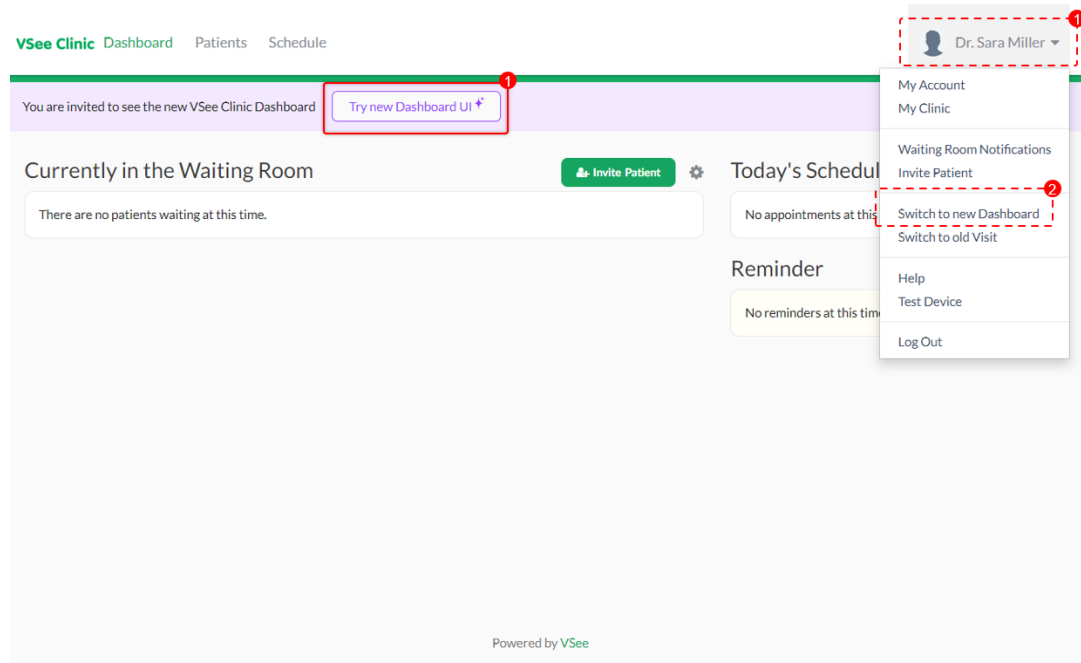 VSee Clinic Dashboard Patients Schedule
1
Dr. Sara Miller
You are invited to see the new VSee Clinic Dashboard
1
Try new Dashboard UI
My Account
My Clinic
Waiting Room Notifications
Invite Patient
2
Switch to new Dashboard
Switch to old Visit
Help
Test Device
Log Out
Currently in the Waiting Room
Invite Patient
There are no patients waiting at this time.
Today's Schedul
No appointments at this
Reminder
No reminders at this tim
Powered by VSee